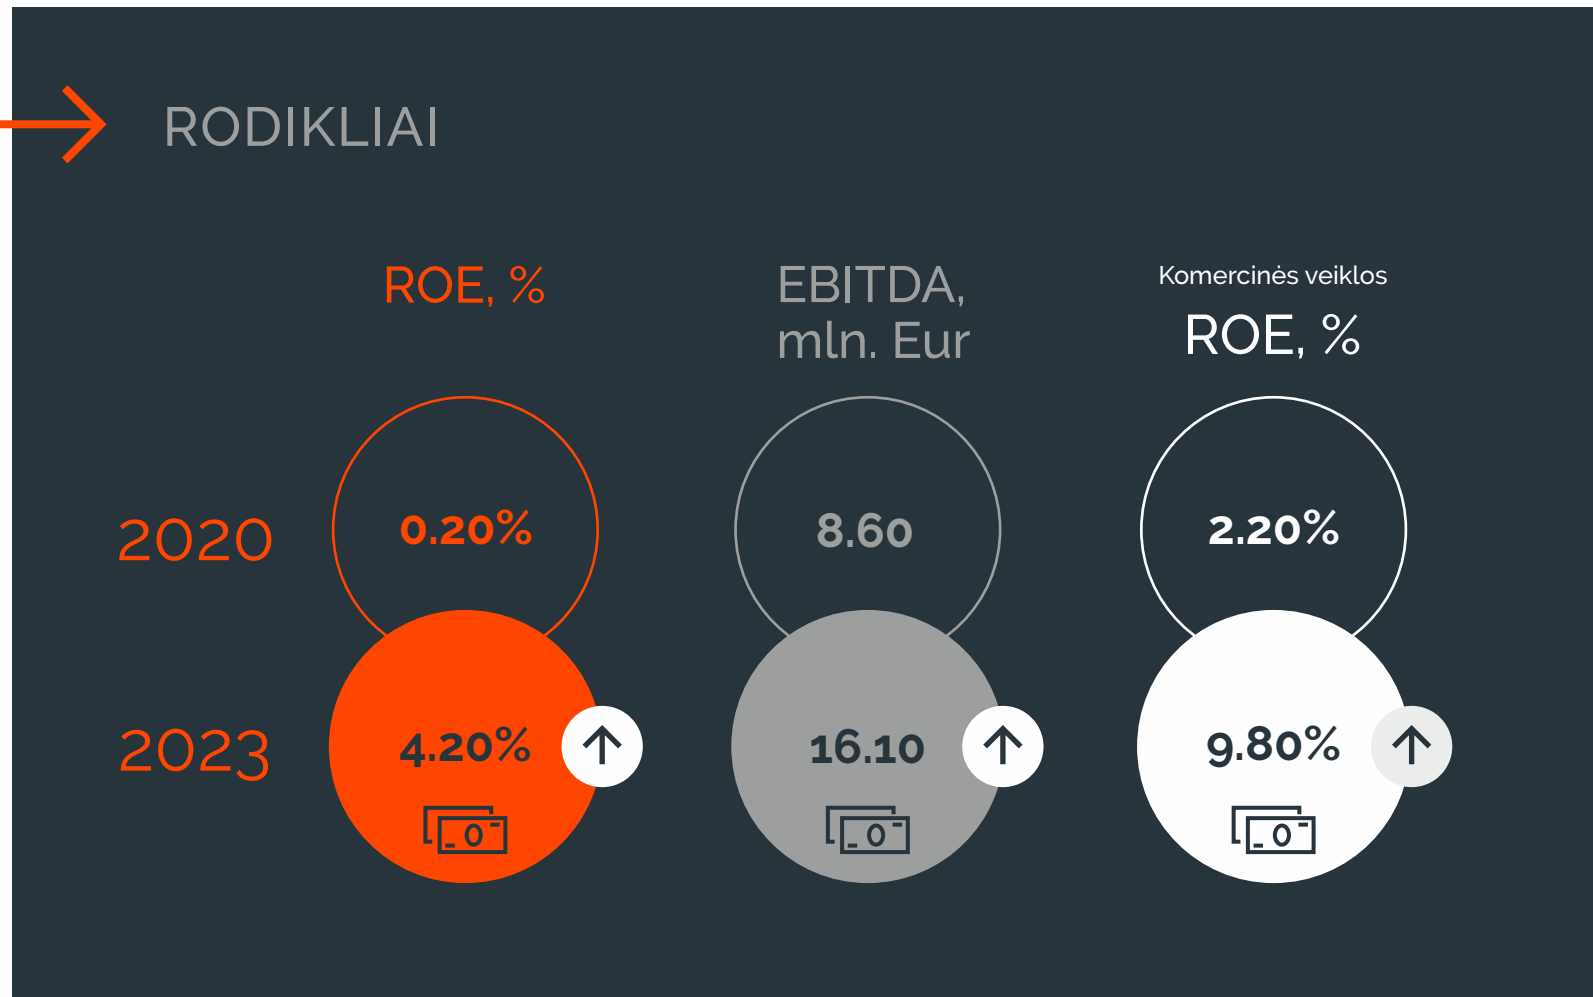 RODIKLIAI
ROE, %
EBITDA,
mln. Eur
Komercinės veiklos
ROE, %
2020
0.20%
8.60
2.20%
2023
4.20%
16.10
9.80%